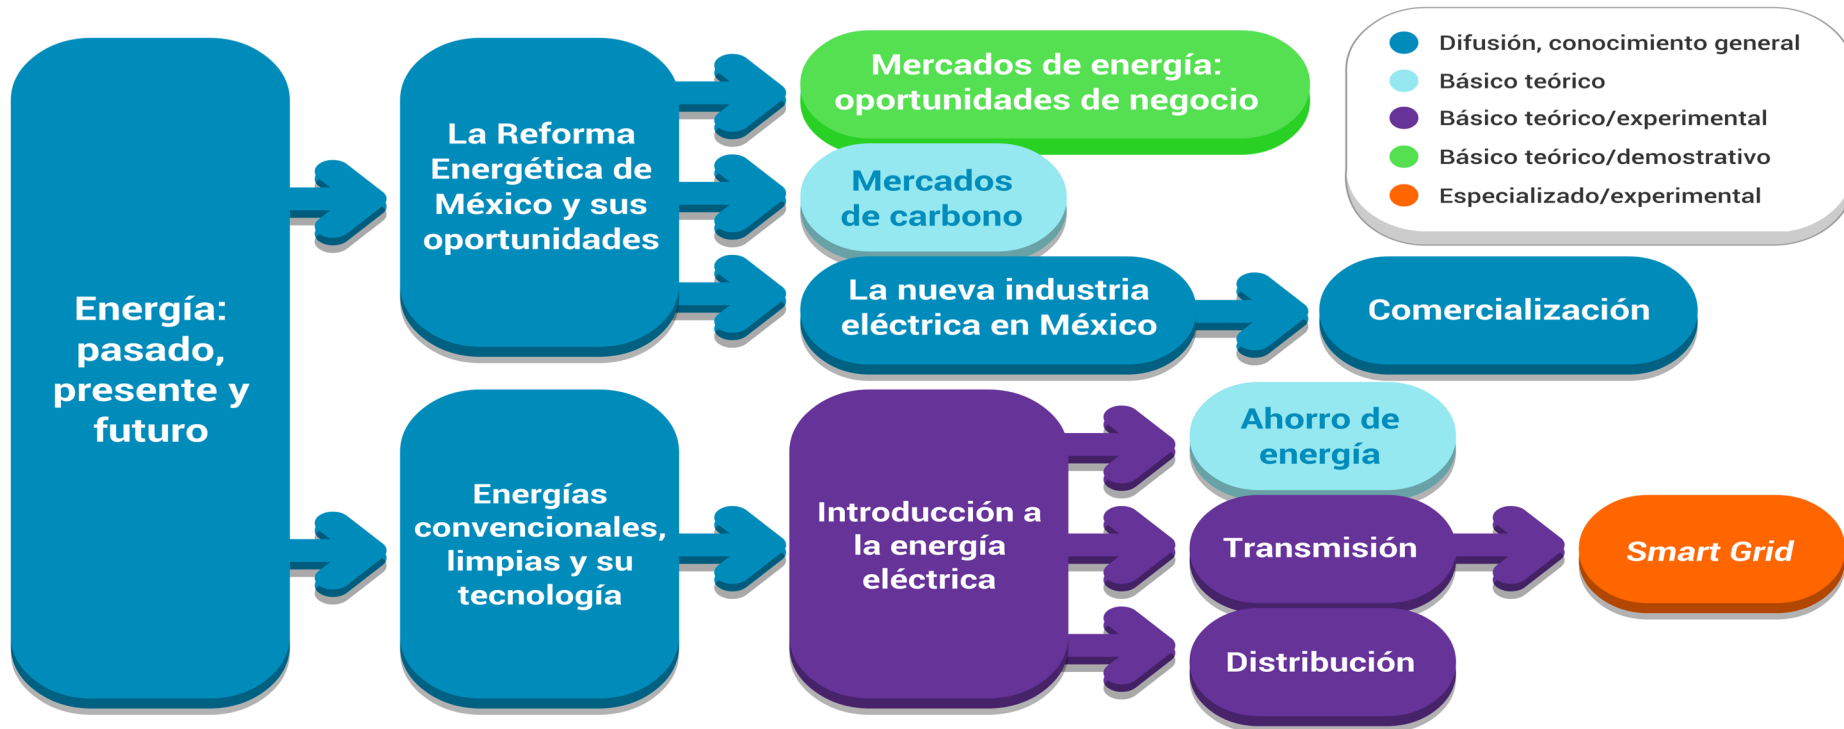 Energía:
pasado,
presente y
futuro
La Reforma
Energética de
México y sus
oportunidades
Mercados de energía:
oportunidades de negocio
Mercados
de carbono
La nueva industria
eléctrica en México
Comercialización
Energías
convencionales,
limpias y su
tecnología
Introducción a
la energía
eléctrica
Ahorro de
energía
Transmisión
Smart Grid
Distribución
Difusión, conocimiento general
Básico teórico
Básico teórico/experimental
Básico teórico/demostrativo
Especializado/experimental